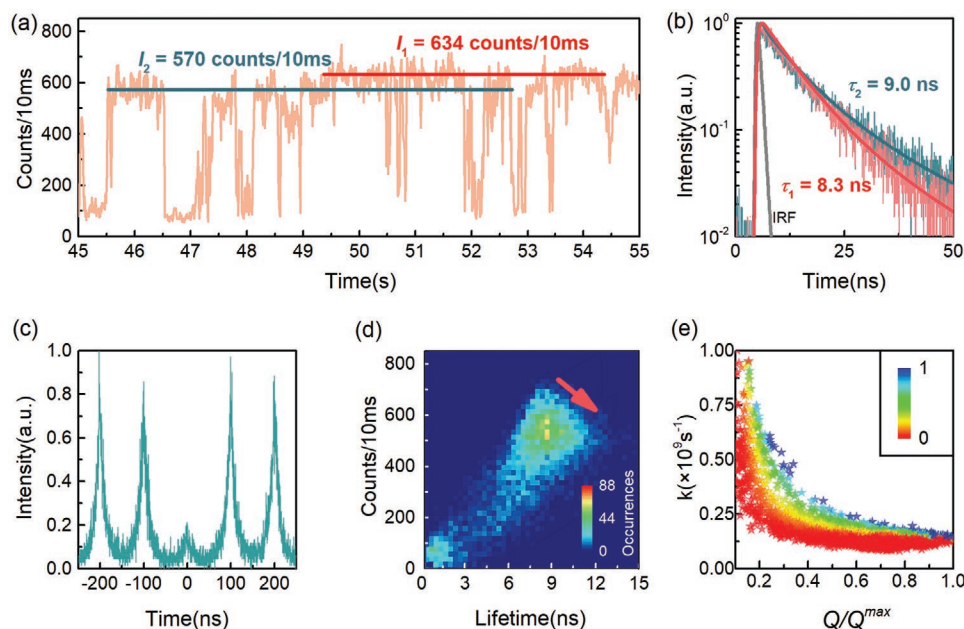 (a)
800
600
400
200
0
Counts/10ms
I2 = 570 counts/10ms
I1 = 634 counts/10ms
45 46 47 48 49 50 51 52 53 54 55
Time(s)
(b)
10^0
10^-1
10^-2
Intensity(a.u.)
τ2 = 9.0 ns
τ1 = 8.3 ns
IRF
0 25 50
Time(ns)
(c)
1.0
0.8
0.6
0.4
0.2
0.0
Intensity(a.u.)
-200 -100 0 100 200
Time(ns)
(d)
800
600
400
200
0
Counts/10ms
88
44
0
Occurrences
0 3 6 9 12 15
Lifetime(ns)
(e)
1.00
0.75
0.50
0.25
0.00
k(×10^9s^-1)
1
0
0.2 0.4 0.6 0.8 1.0
Q/Q^max